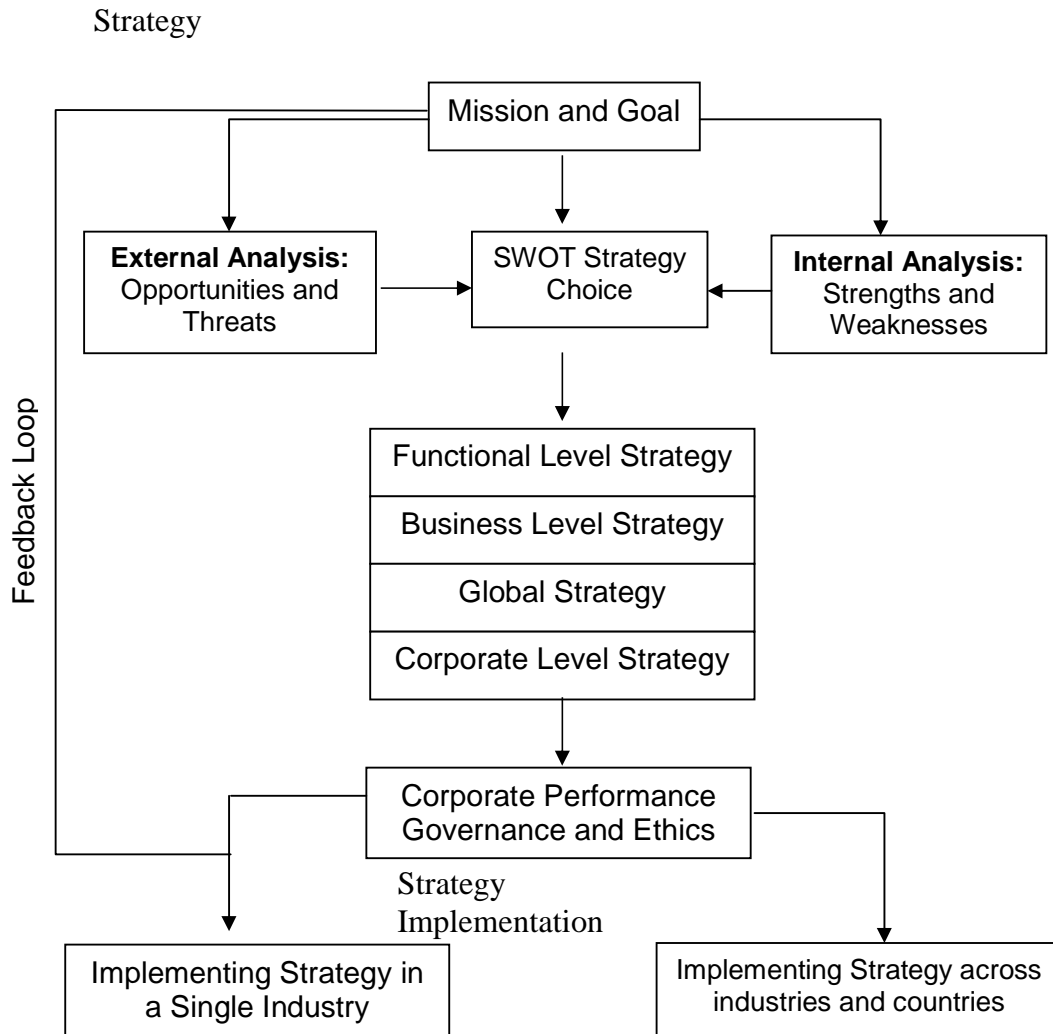 Strategy
Mission and Goal
External Analysis:
Opportunities and
Threats
SWOT Strategy
Choice
Internal Analysis:
Strengths and
Weaknesses
Feedback Loop
Functional Level Strategy
Business Level Strategy
Global Strategy
Corporate Level Strategy
Corporate Performance
Governance and Ethics
Strategy
Implementation
Implementing Strategy in
a Single Industry
Implementing Strategy across
industries and countries